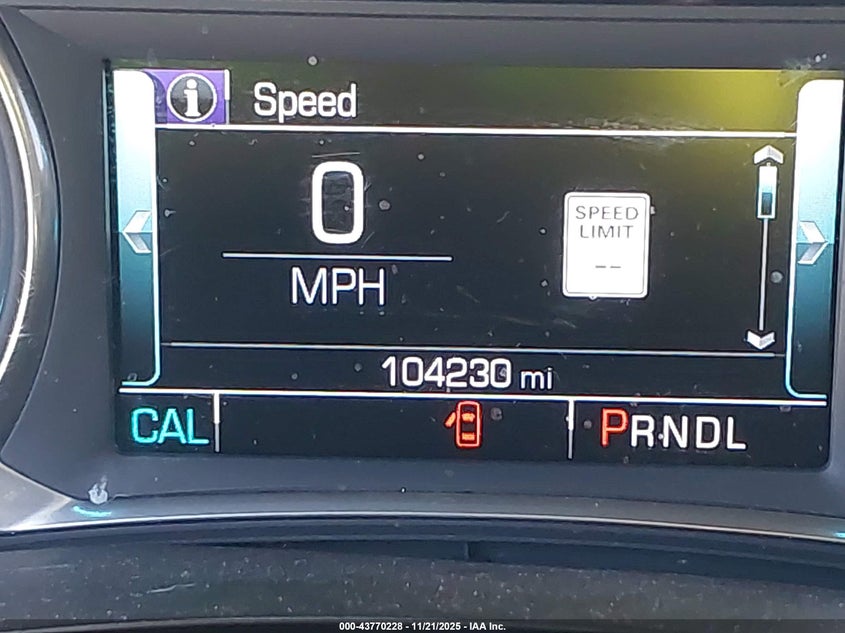 i Speed
0
MPH
SPEED
LIMIT
--
104230 mi
CAL PRNDL
000-43770228 - 11/21/2025 - IAA Inc.